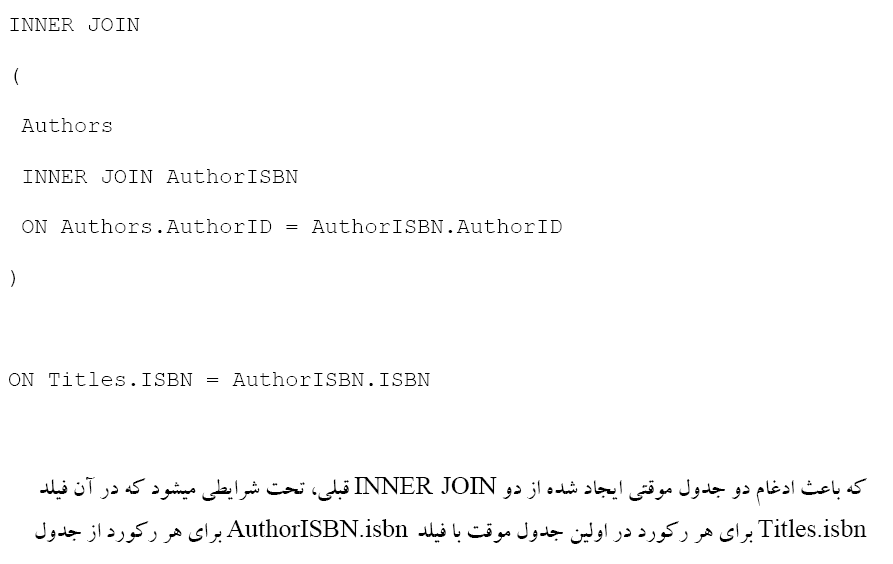 INNER JOIN
(
Authors
INNER JOIN AuthorISBN
ON Authors.AuthorID = AuthorISBN.AuthorID
)
ON Titles.ISBN = AuthorISBN.ISBN
که باعث ادغام دو جدول موقتی ایجاد شده از دو INNER JOIN قبلی، تحت شرایطی میشود که در آن فیلد
Titles.isbn برای هر رکورد در اولین جدول موقت با فیلد AuthorISBN.isbn برای هر رکورد از جدول